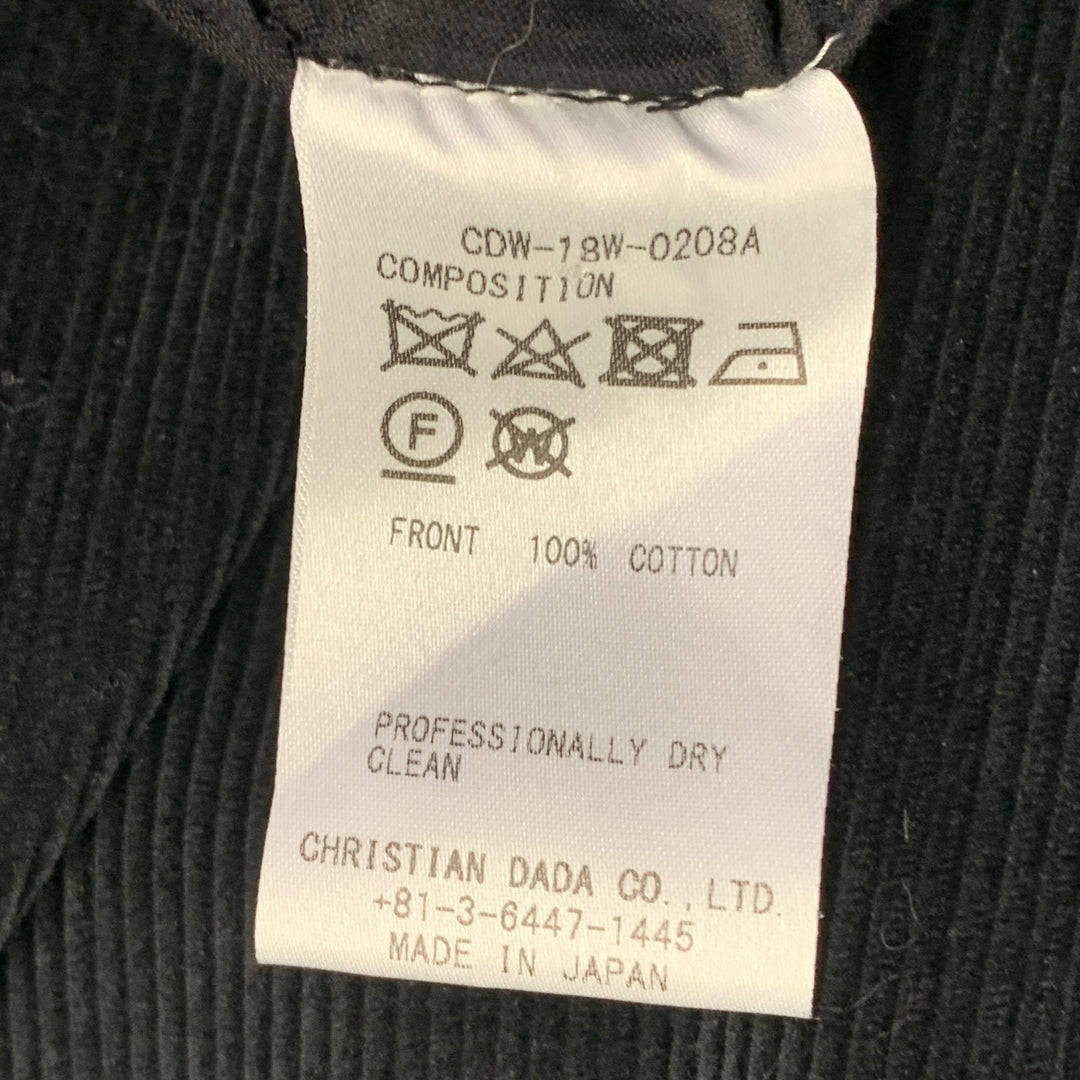 CDW-18W-0208A
COMPOSITION
F W
FRONT 100% COTTON
PROFESSIONALLY DRY
CLEAN
CHRISTIAN DADA CO., LTD.
+81-3-6447-1445
MADE IN JAPAN